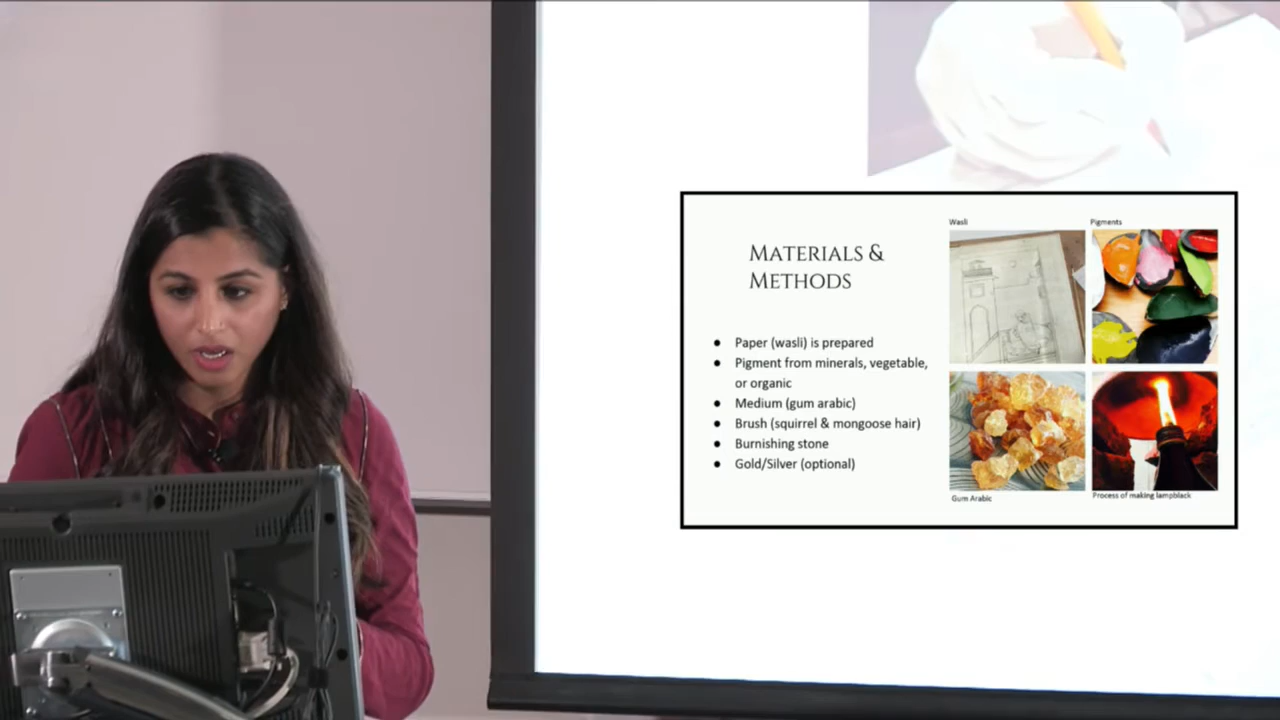 MATERIALS &
METHODS
● Paper (wasli) is prepared
● Pigment from minerals, vegetable,
or organic
● Medium (gum arabic)
● Brush (squirrel & mongoose hair)
● Burnishing stone
● Gold/Silver (optional)
Wasli
Pigments
Gum Arabic
Process of making lampblack